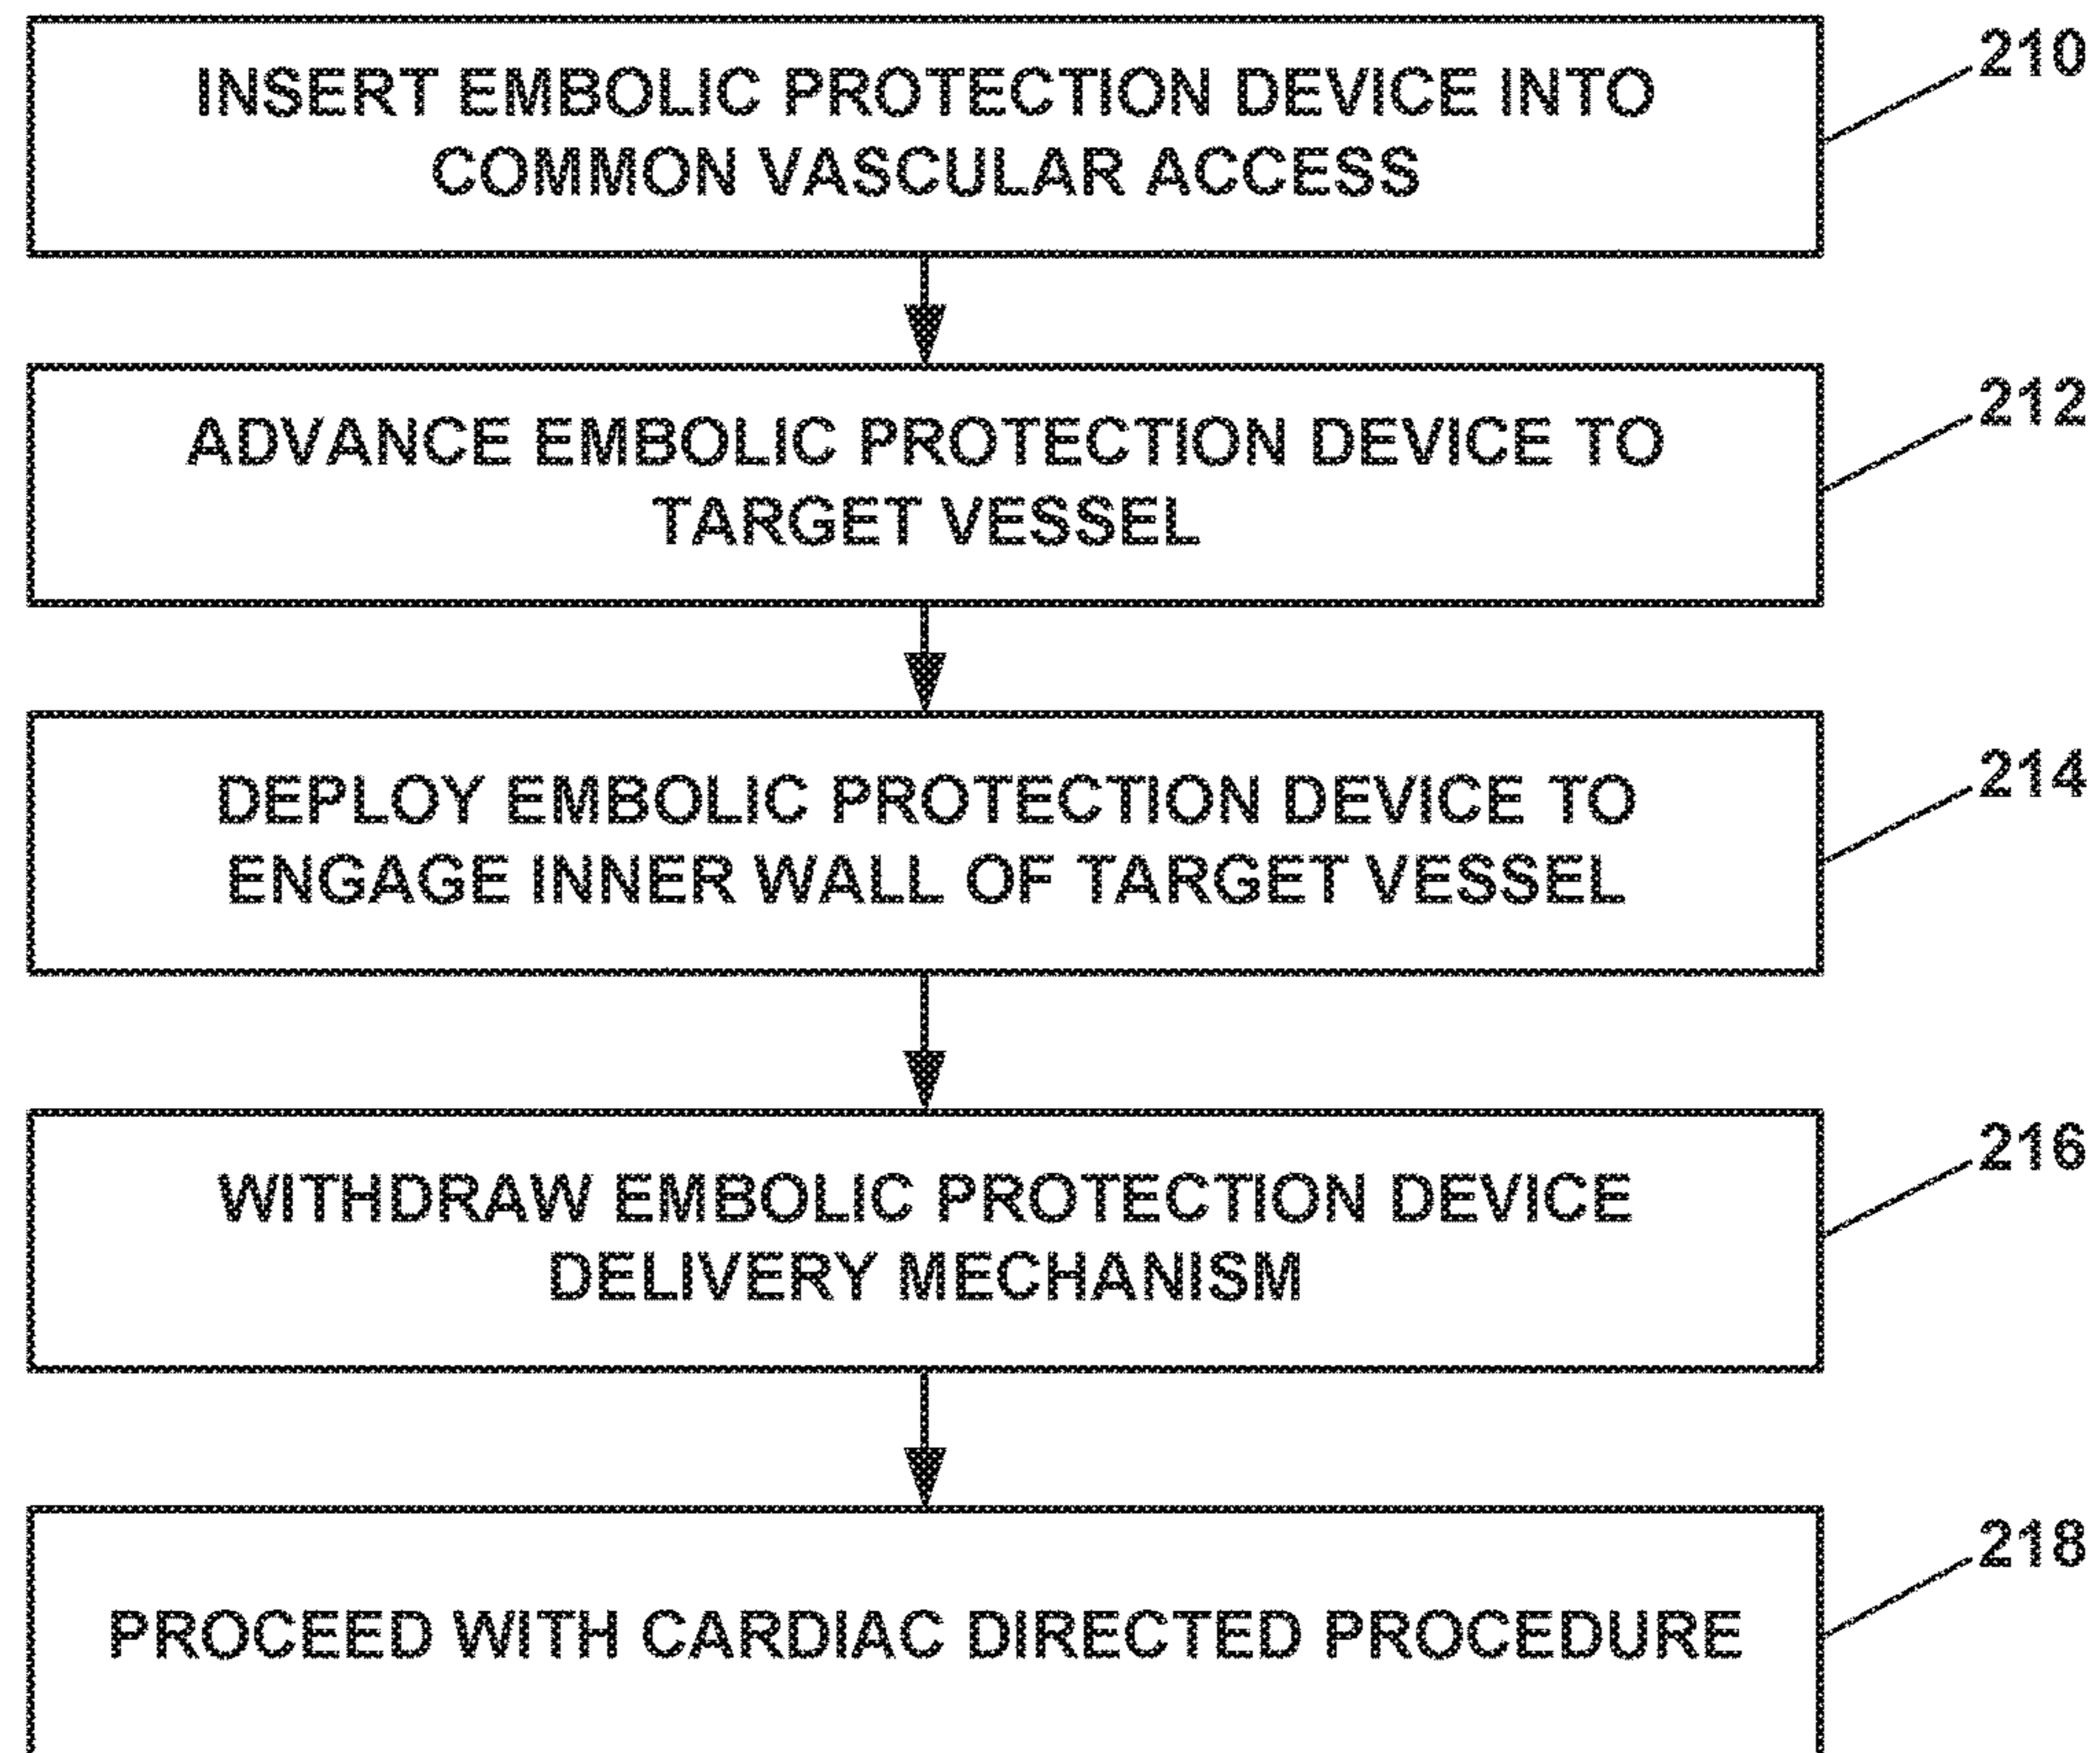 INSERT EMBOLIC PROTECTION DEVICE INTO
COMMON VASCULAR ACCESS
210
ADVANCE EMBOLIC PROTECTION DEVICE TO
TARGET VESSEL
212
DEPLOY EMBOLIC PROTECTION DEVICE TO
ENGAGE INNER WALL OF TARGET VESSEL
214
WITHDRAW EMBOLIC PROTECTION DEVICE
DELIVERY MECHANISM
216
PROCEED WITH CARDIAC DIRECTED PROCEDURE
218